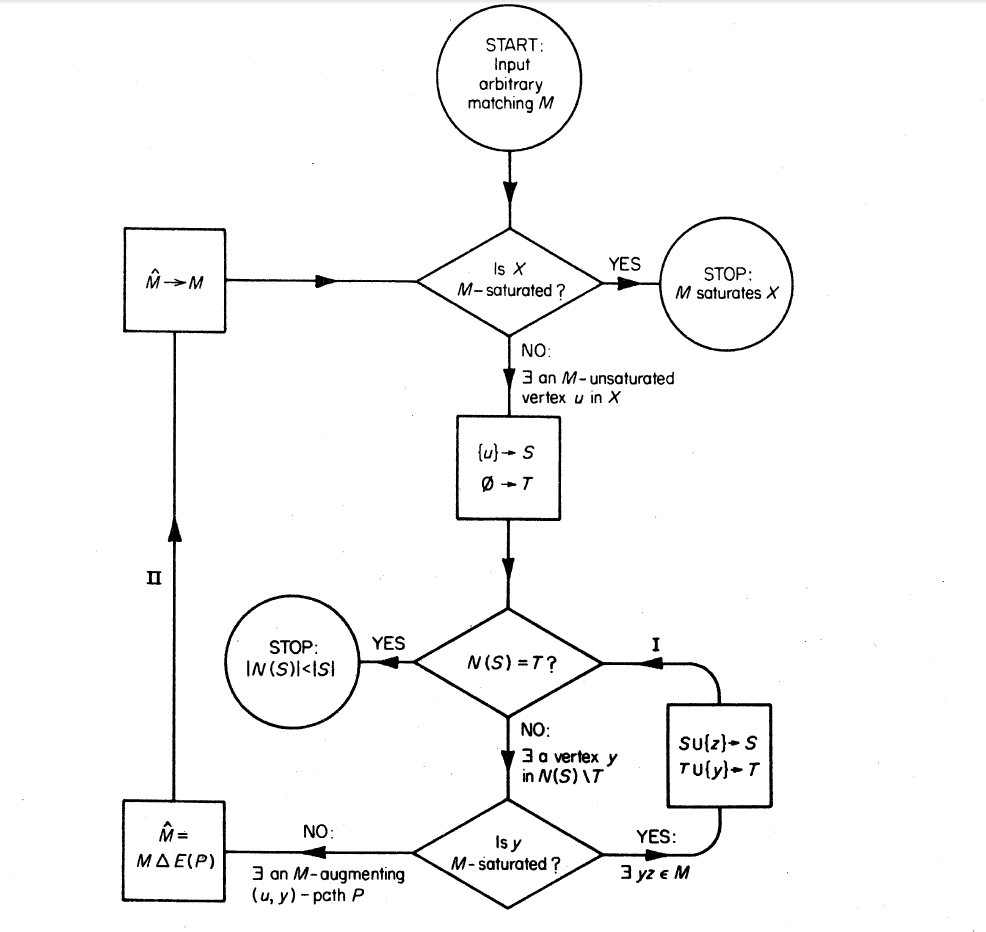 START:
Input
arbitrary
matching M
M̂→M
Is X
M-saturated ?
YES
STOP:
M saturates X
NO:
∃ an M-unsaturated
vertex u in X
{u}→ S
Ø → T
II
STOP:
|N(S)|<|S|
YES
N(S) = T?
I
NO:
∃ a vertex y
in N(S) \T
S∪{z}→ S
T∪{y}→ T
M̂ =
M Δ E(P)
NO:
∃ an M-augmenting
(u, y)-path P
Is y
M-saturated ?
YES:
∃ yz ϵ M